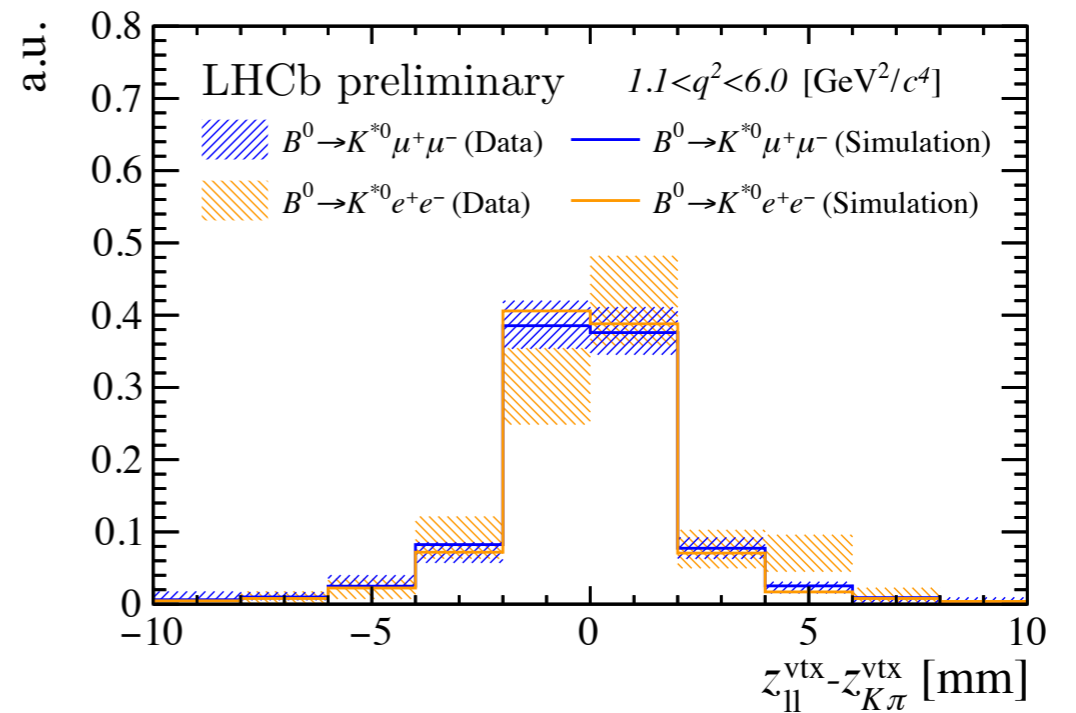 a.u.
0.8
0.7
0.6
0.5
0.4
0.3
0.2
0.1
0
LHCb preliminary 1.1<q²<6.0 [GeV²/c⁴]
B⁰→K*⁰μ⁺μ⁻ (Data) B⁰→K*⁰μ⁺μ⁻ (Simulation)
B⁰→K*⁰e⁺e⁻ (Data) B⁰→K*⁰e⁺e⁻ (Simulation)
−10 −5 0 5 10
z_ll^vtx-z_Kπ^vtx [mm]